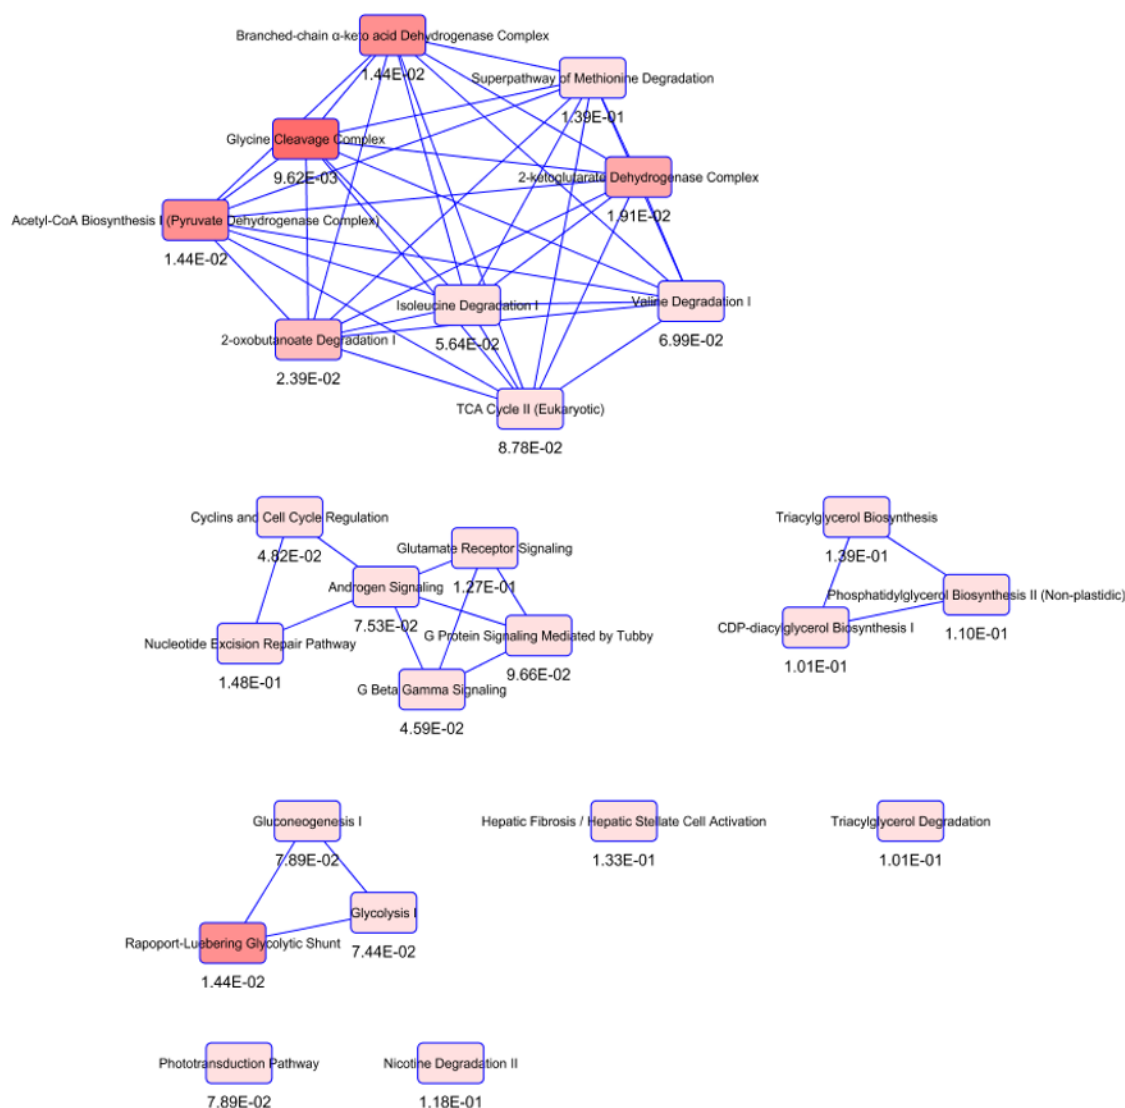 Branched-chain α-keto acid Dehydrogenase Complex
1.44E-02
Superpathway of Methionine Degradation
1.39E-01
Glycine Cleavage Complex
9.62E-03
2-ketoglutarate Dehydrogenase Complex
1.91E-02
Acetyl-CoA Biosynthesis I (Pyruvate Dehydrogenase Complex)
1.44E-02
Isoleucine Degradation I
5.64E-02
Valine Degradation I
6.99E-02
2-oxobutanoate Degradation I
2.39E-02
TCA Cycle II (Eukaryotic)
8.78E-02
Cyclins and Cell Cycle Regulation
4.82E-02
Glutamate Receptor Signaling
1.27E-01
Androgen Signaling
7.53E-02
Nucleotide Excision Repair Pathway
1.48E-01
G Protein Signaling Mediated by Tubby
9.66E-02
G Beta Gamma Signaling
4.59E-02
Triacylglycerol Biosynthesis
1.39E-01
Phosphatidylglycerol Biosynthesis II (Non-plastidic)
1.10E-01
CDP-diacylglycerol Biosynthesis I
1.01E-01
Gluconeogenesis I
7.89E-02
Glycolysis I
7.44E-02
Rapoport-Luebering Glycolytic Shunt
1.44E-02
Hepatic Fibrosis / Hepatic Stellate Cell Activation
1.33E-01
Triacylglycerol Degradation
1.01E-01
Phototransduction Pathway
7.89E-02
Nicotine Degradation II
1.18E-01